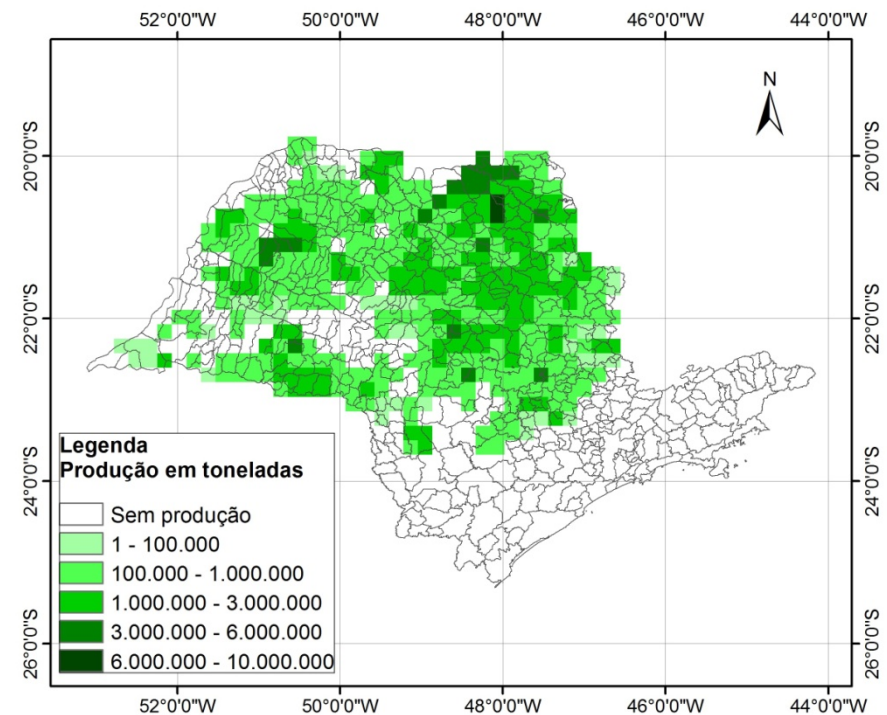 52°0'0"W 50°0'0"W 48°0'0"W 46°0'0"W 44°0'0"W
N
20°0'0"S 20°0'0"S
22°0'0"S 22°0'0"S
24°0'0"S 24°0'0"S
26°0'0"S 26°0'0"S
Legenda
Produção em toneladas
Sem produção
1 - 100.000
100.000 - 1.000.000
1.000.000 - 3.000.000
3.000.000 - 6.000.000
6.000.000 - 10.000.000
52°0'0"W 50°0'0"W 48°0'0"W 46°0'0"W 44°0'0"W